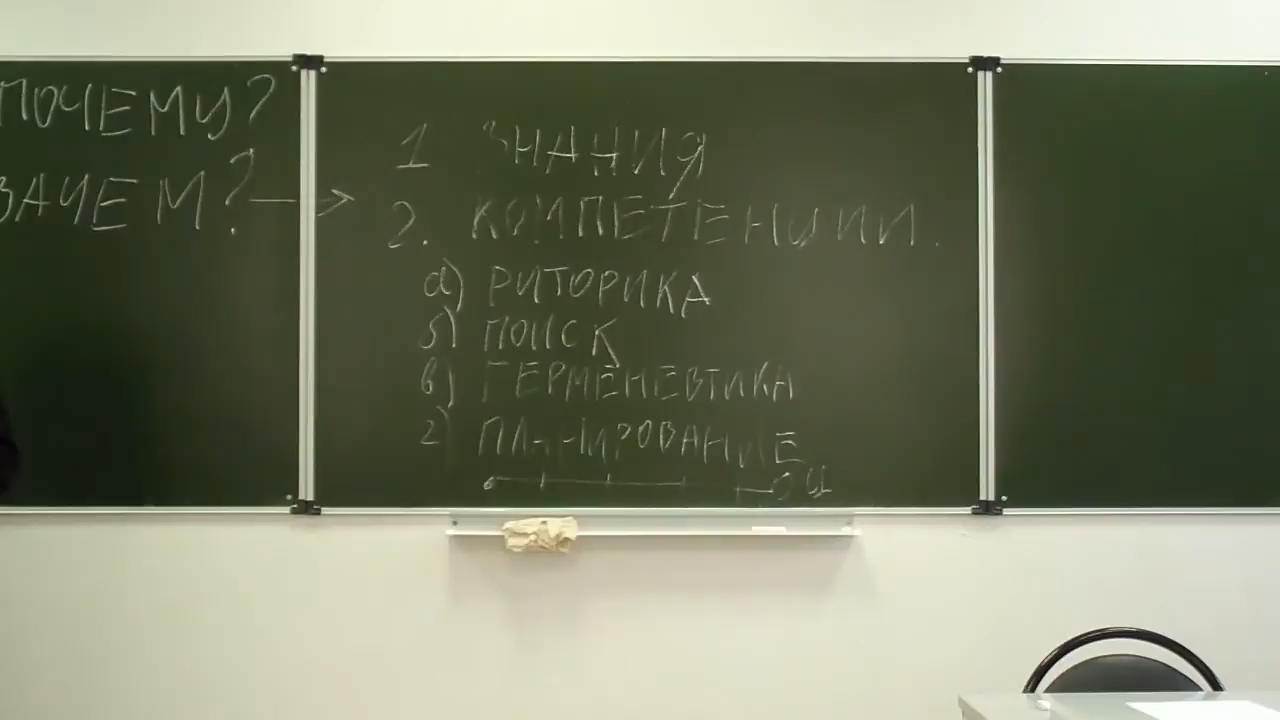 ПОЧЕМУ?
ЗАЧЕМ? →
1 ЗНАНИЯ
2. КОМПЕТЕНЦИИ.
а) РИТОРИКА
б) ПОИСК
в) ГЕРМЕНЕВТИКА
г) ПЛАНИРОВАНИЕ
Ц